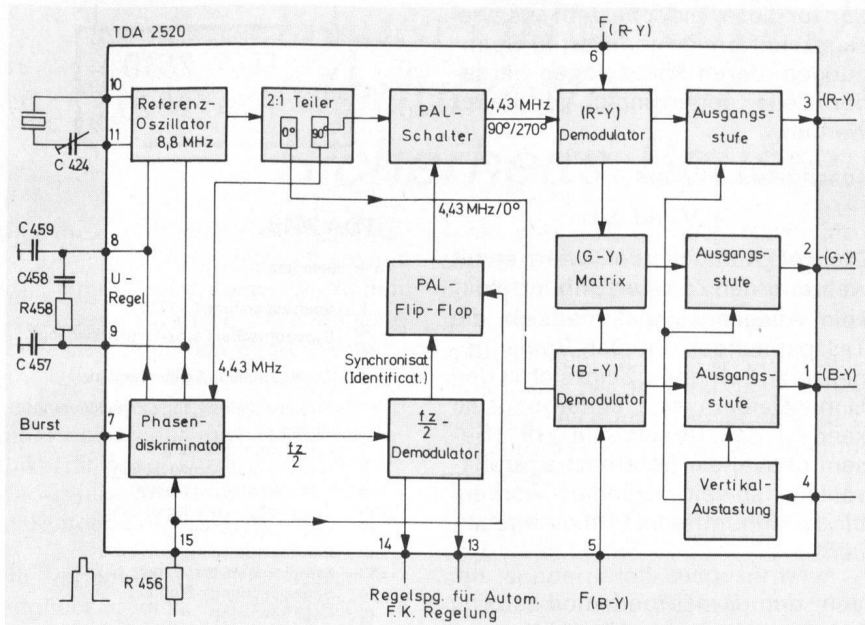 TDA 2520
F(R-Y)
6
10
11
C 424
Referenz-
Oszillator
8,8 MHz
2:1 Teiler
0°
90°
PAL-
Schalter
4,43 MHz
90°/270°
(R-Y)
Demodulator
Ausgangs-
stufe
3
-(R-Y)
4,43 MHz/0°
C 459
8
C 458
U-
Regel
R458
9
C 457
PAL-
Flip-Flop
(G-Y)
Matrix
Ausgangs-
stufe
2
-(G-Y)
4,43 MHz
Synchronisat.
(Identificat.)
(B-Y)
Demodulator
Ausgangs-
stufe
1
-(B-Y)
Burst
7
Phasen-
diskriminator
fz
2
fz
2
-
Demodulator
Vertikal-
Austastung
4
15
14
13
5
R 456
Regelspg. für Autom.
F.K. Regelung
F(B-Y)